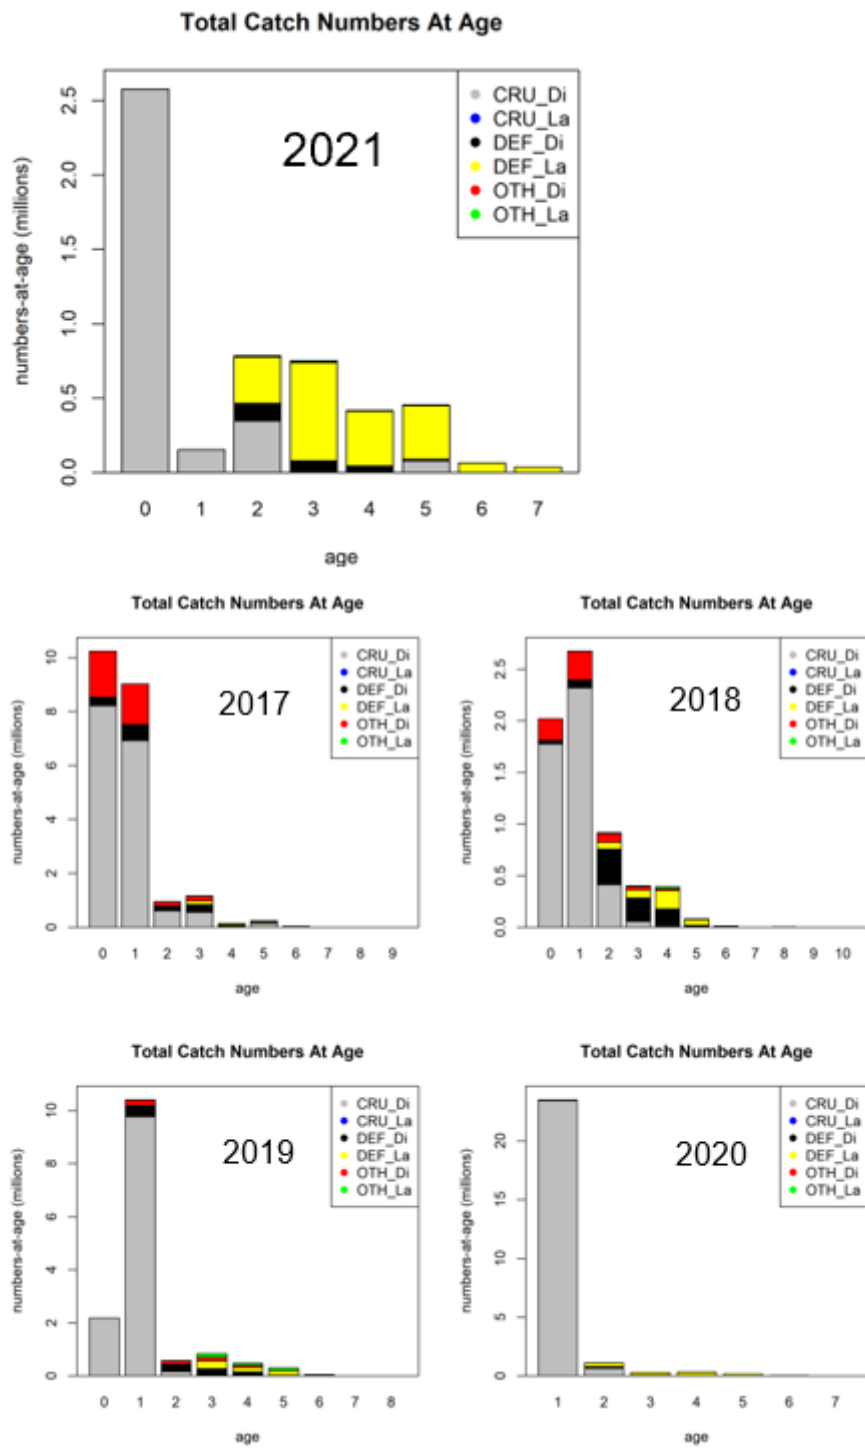 Total Catch Numbers At Age
numbers-at-age (millions)
2.5
2.0
1.5
1.0
0.5
0.0
2021
CRU_Di
CRU_La
DEF_Di
DEF_La
OTH_Di
OTH_La
0 1 2 3 4 5 6 7
age
Total Catch Numbers At Age
numbers-at-age (millions)
10
8
6
4
2
0
2017
CRU_Di
CRU_La
DEF_Di
DEF_La
OTH_Di
OTH_La
0 1 2 3 4 5 6 7 8 9
age
Total Catch Numbers At Age
numbers-at-age (millions)
2.5
2.0
1.5
1.0
0.5
0.0
2018
CRU_Di
CRU_La
DEF_Di
DEF_La
OTH_Di
OTH_La
0 1 2 3 4 5 6 7 8 9 10
age
Total Catch Numbers At Age
numbers-at-age (millions)
10
8
6
4
2
0
2019
CRU_Di
CRU_La
DEF_Di
DEF_La
OTH_Di
OTH_La
0 1 2 3 4 5 6 7 8
age
Total Catch Numbers At Age
numbers-at-age (millions)
20
15
10
5
0
2020
CRU_Di
CRU_La
DEF_Di
DEF_La
OTH_Di
OTH_La
1 2 3 4 5 6 7
age